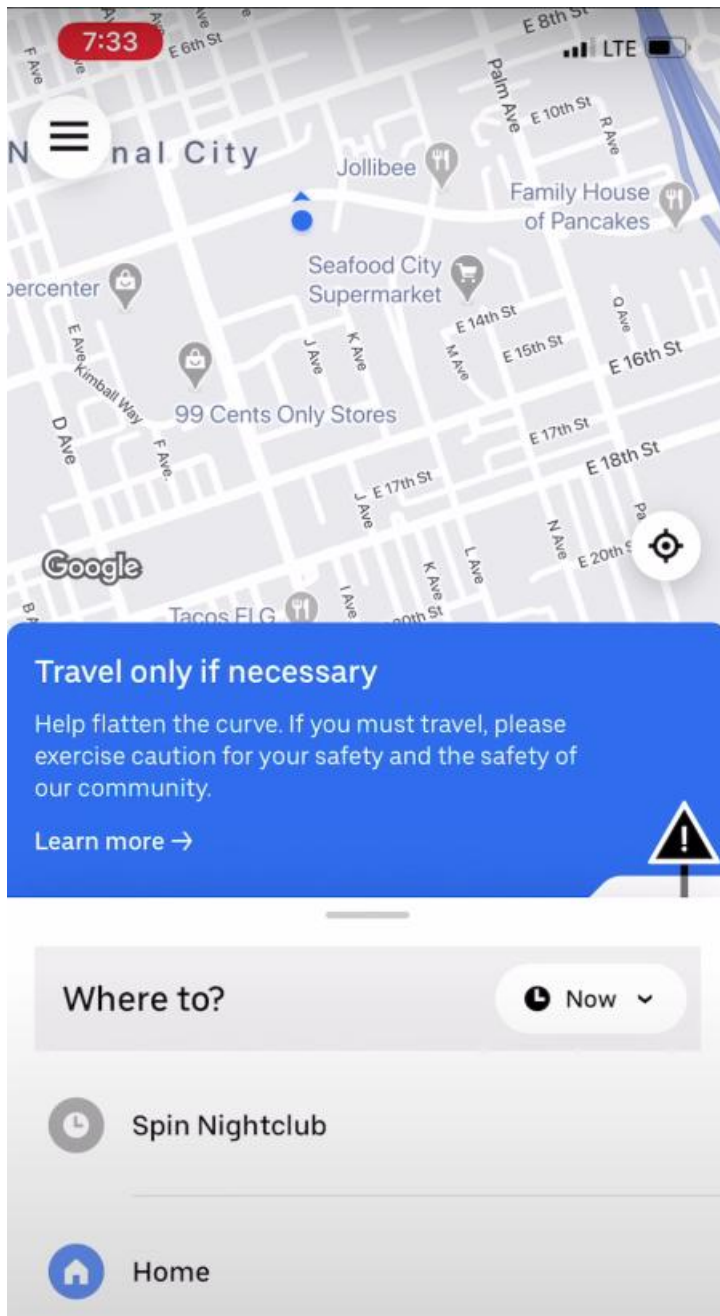 E 8th St
7:33
E 6th St
LTE
F Ave
Palm Ave
E 10th St
R Ave
nal City
Jollibee
Family House
of Pancakes
percenter
Seafood City
Supermarket
E 14th St
Q Ave
E Ave
J Ave
K Ave
M Ave
E 15th St
E 16th St
Kimball Way
99 Cents Only Stores
D Ave
F Ave.
E 17th St
E 18th St
E 17th St
J Ave
N Ave
E 20th S
Google
K Ave
L Ave
I Ave
Tacos ELG
Travel only if necessary
Help flatten the curve. If you must travel, please
exercise caution for your safety and the safety of
our community.
Learn more →
Where to?
Now
Spin Nightclub
Home